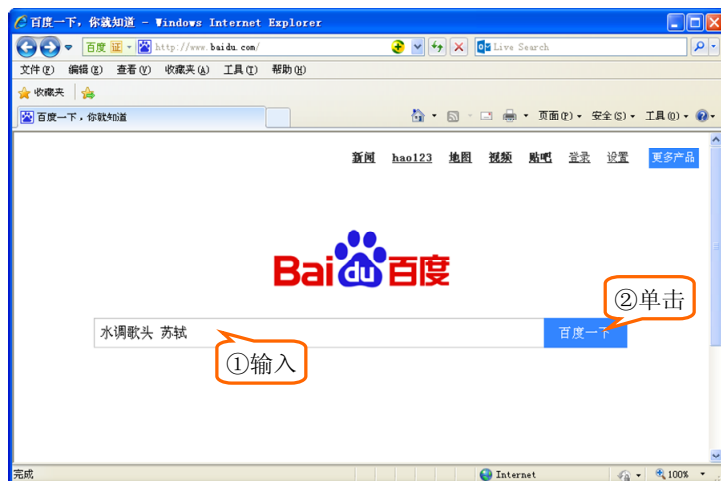 百度一下，你就知道 - Windows Internet Explorer
百度 证 http://www.baidu.com/ Live Search
文件(F) 编辑(E) 查看(V) 收藏夹(A) 工具(T) 帮助(H)
收藏夹
百度一下，你就知道 页面(P) 安全(S) 工具(O)
新闻 hao123 地图 视频 贴吧 登录 设置 更多产品
Bai du 百度
②单击
水调歌头 苏轼 百度一下
①输入
完成 Internet 100%